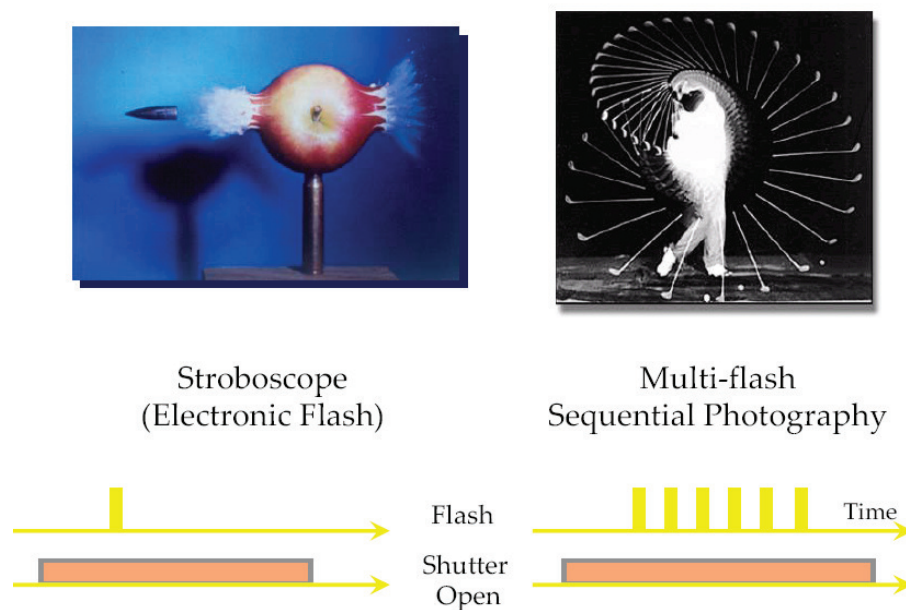 Stroboscope
(Electronic Flash)
Multi-flash
Sequential Photography
Flash
Time
Shutter
Open